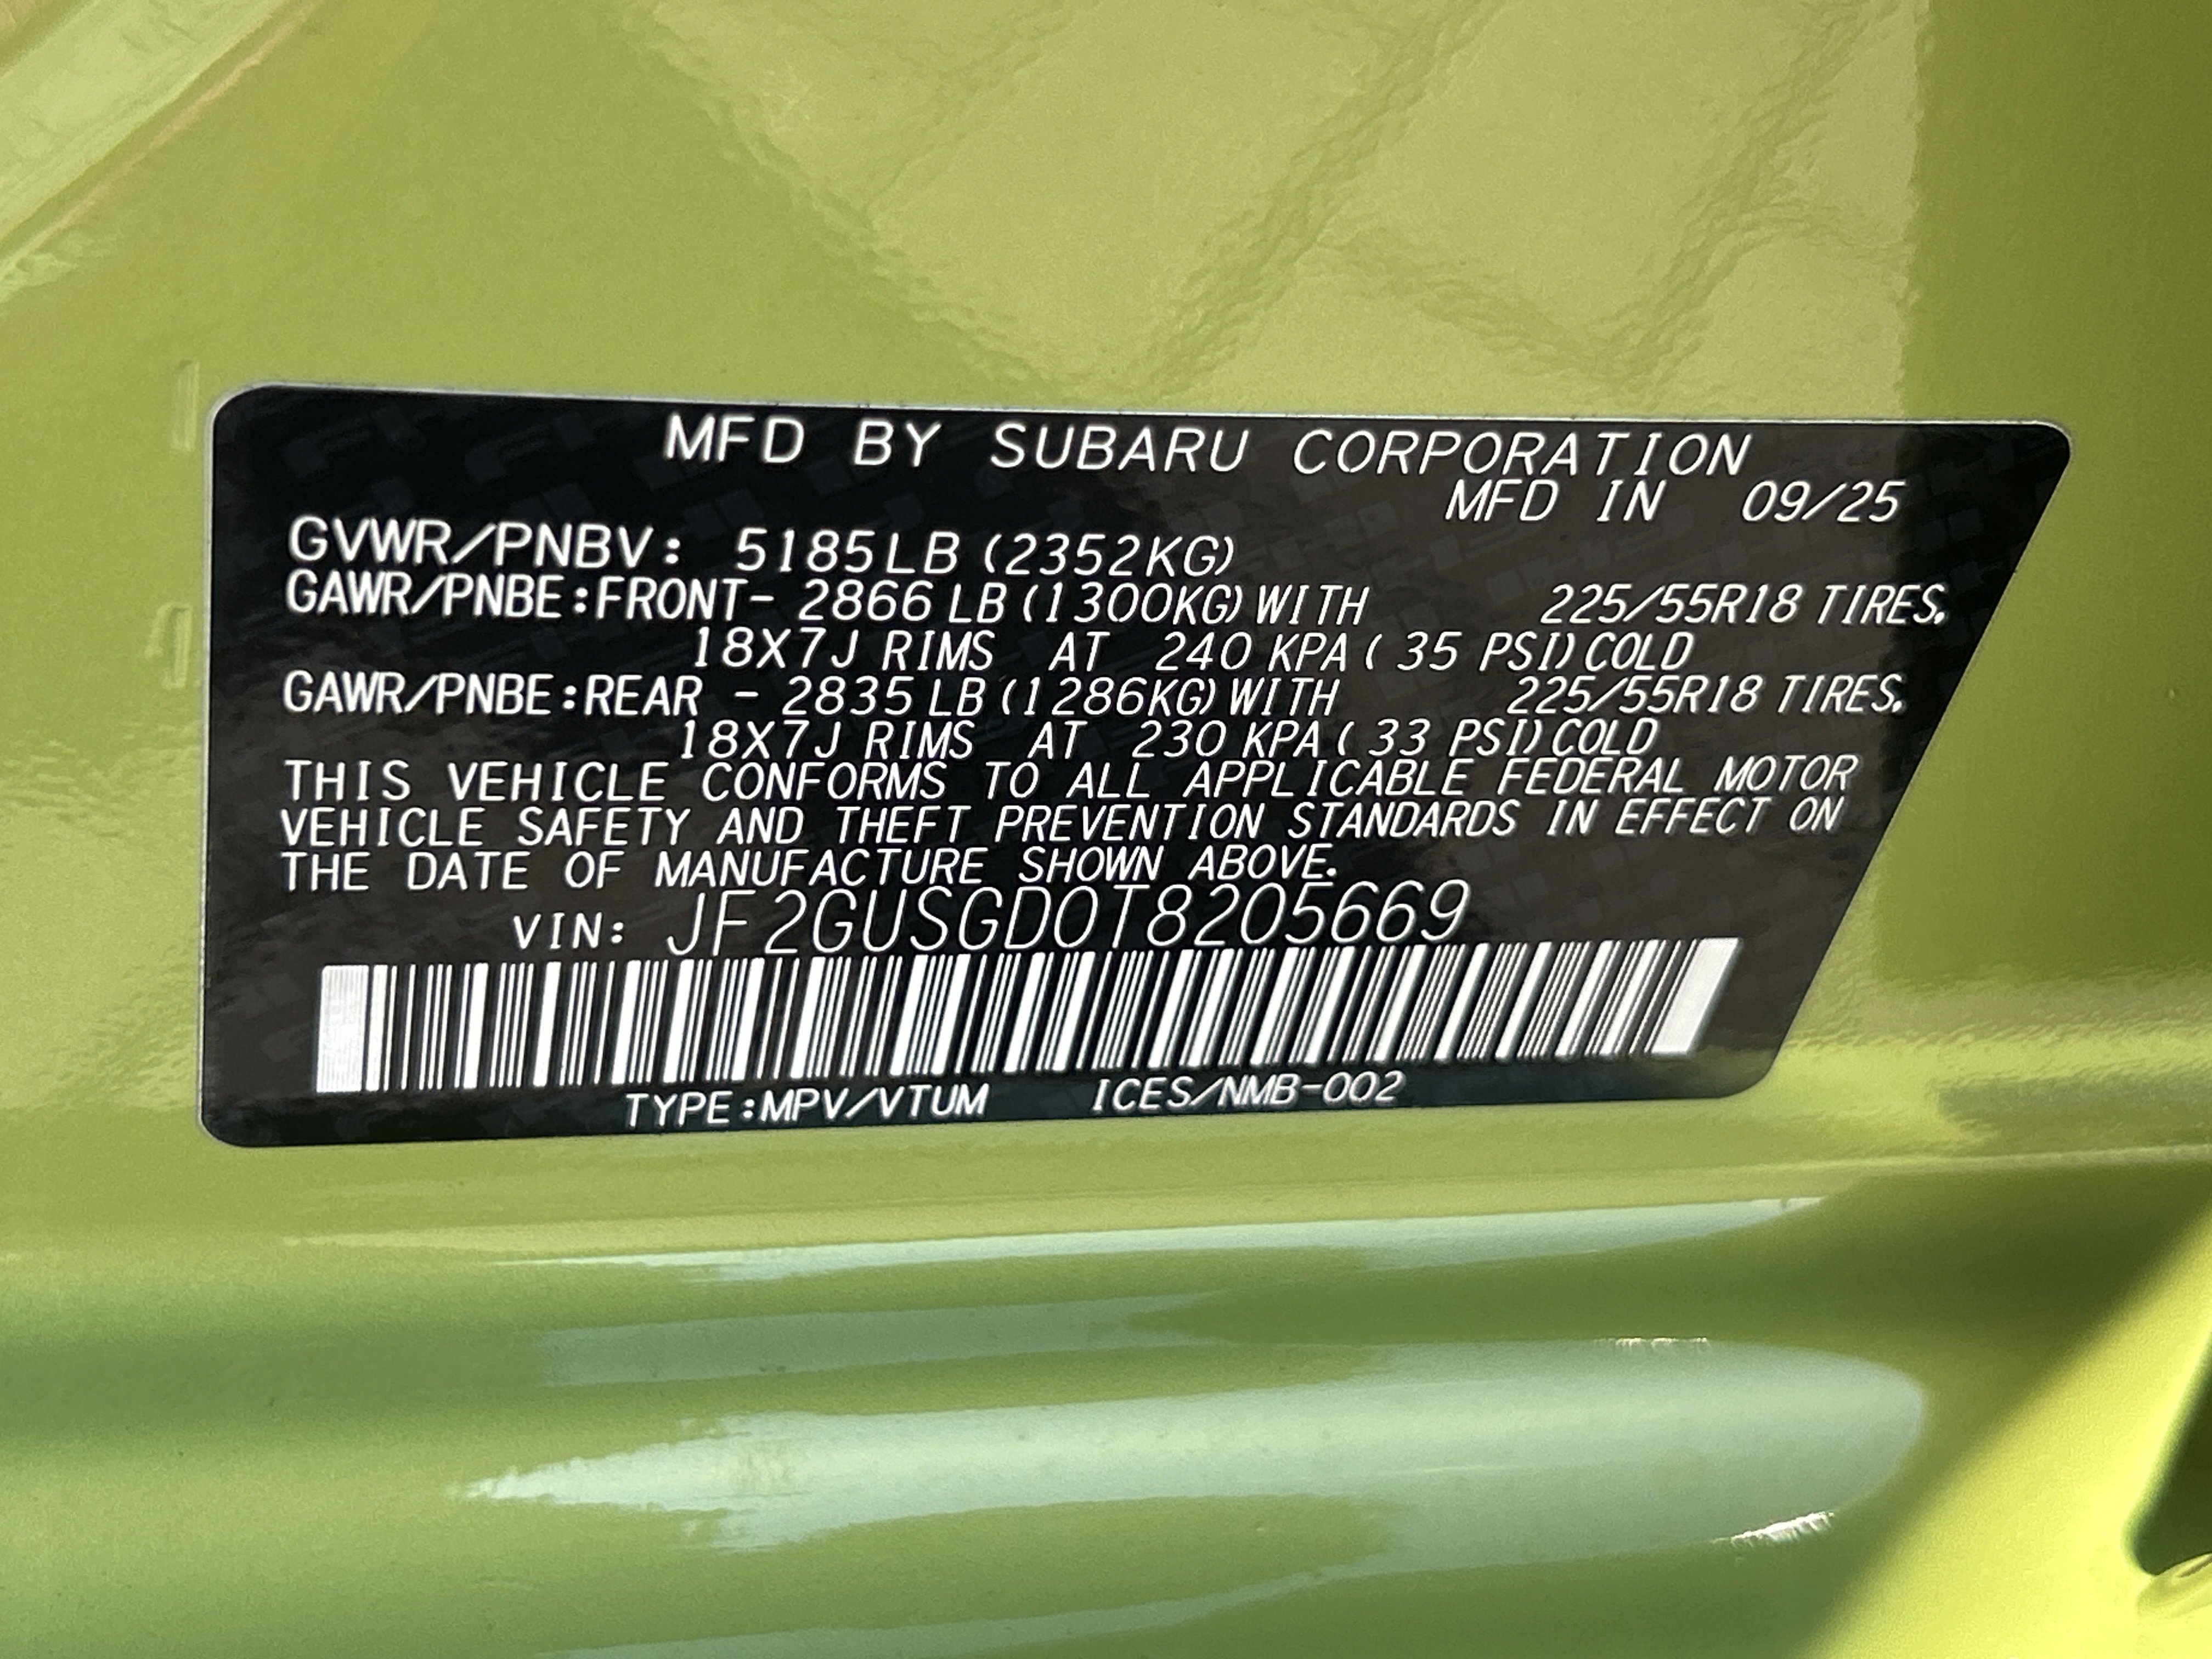 MFD BY SUBARU CORPORATION
MFD IN 09/25
GVWR/PNBV: 5185LB (2352KG)
GAWR/PNBE:FRONT- 2866 LB (1300KG) WITH 225/55R18 TIRES.
18X7J RIMS AT 240 KPA ( 35 PSI) COLD
GAWR/PNBE:REAR - 2835 LB (1286KG) WITH 225/55R18 TIRES.
18X7J RIMS AT 230 KPA ( 33 PSI) COLD
THIS VEHICLE CONFORMS TO ALL APPLICABLE FEDERAL MOTOR
VEHICLE SAFETY AND THEFT PREVENTION STANDARDS IN EFFECT ON
THE DATE OF MANUFACTURE SHOWN ABOVE.
VIN: JF2GUSGD0T8205669
TYPE:MPV/VTUM ICES/NMB-002